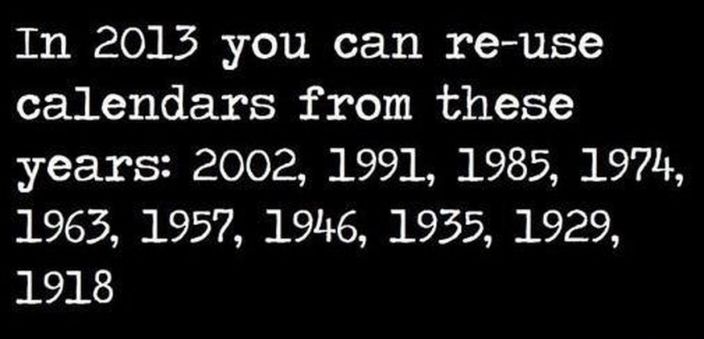 In 2013 you can re-use
calendars from these
years: 2002, 1991, 1985, 1974,
1963, 1957, 1946, 1935, 1929,
1918